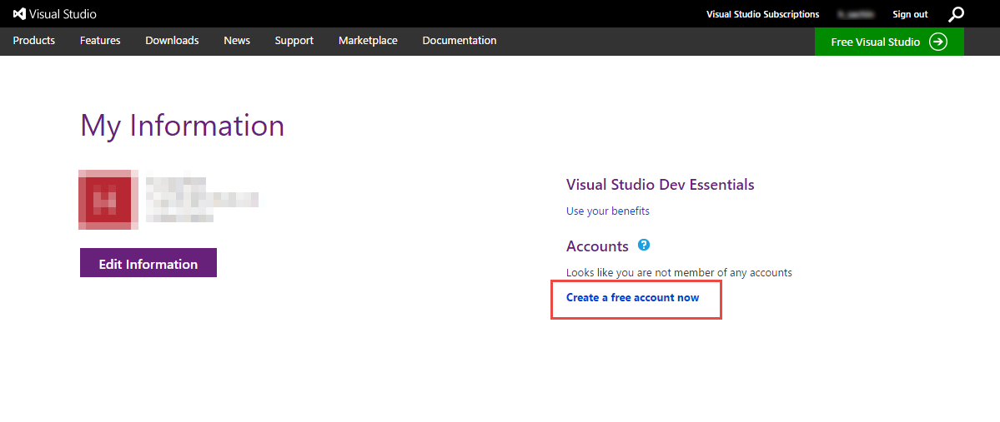 Visual Studio
Visual Studio Subscriptions
Sign out
Products
Features
Downloads
News
Support
Marketplace
Documentation
Free Visual Studio
My Information
H
Edit Information
Visual Studio Dev Essentials
Use your benefits
Accounts ?
Looks like you are not member of any accounts
Create a free account now